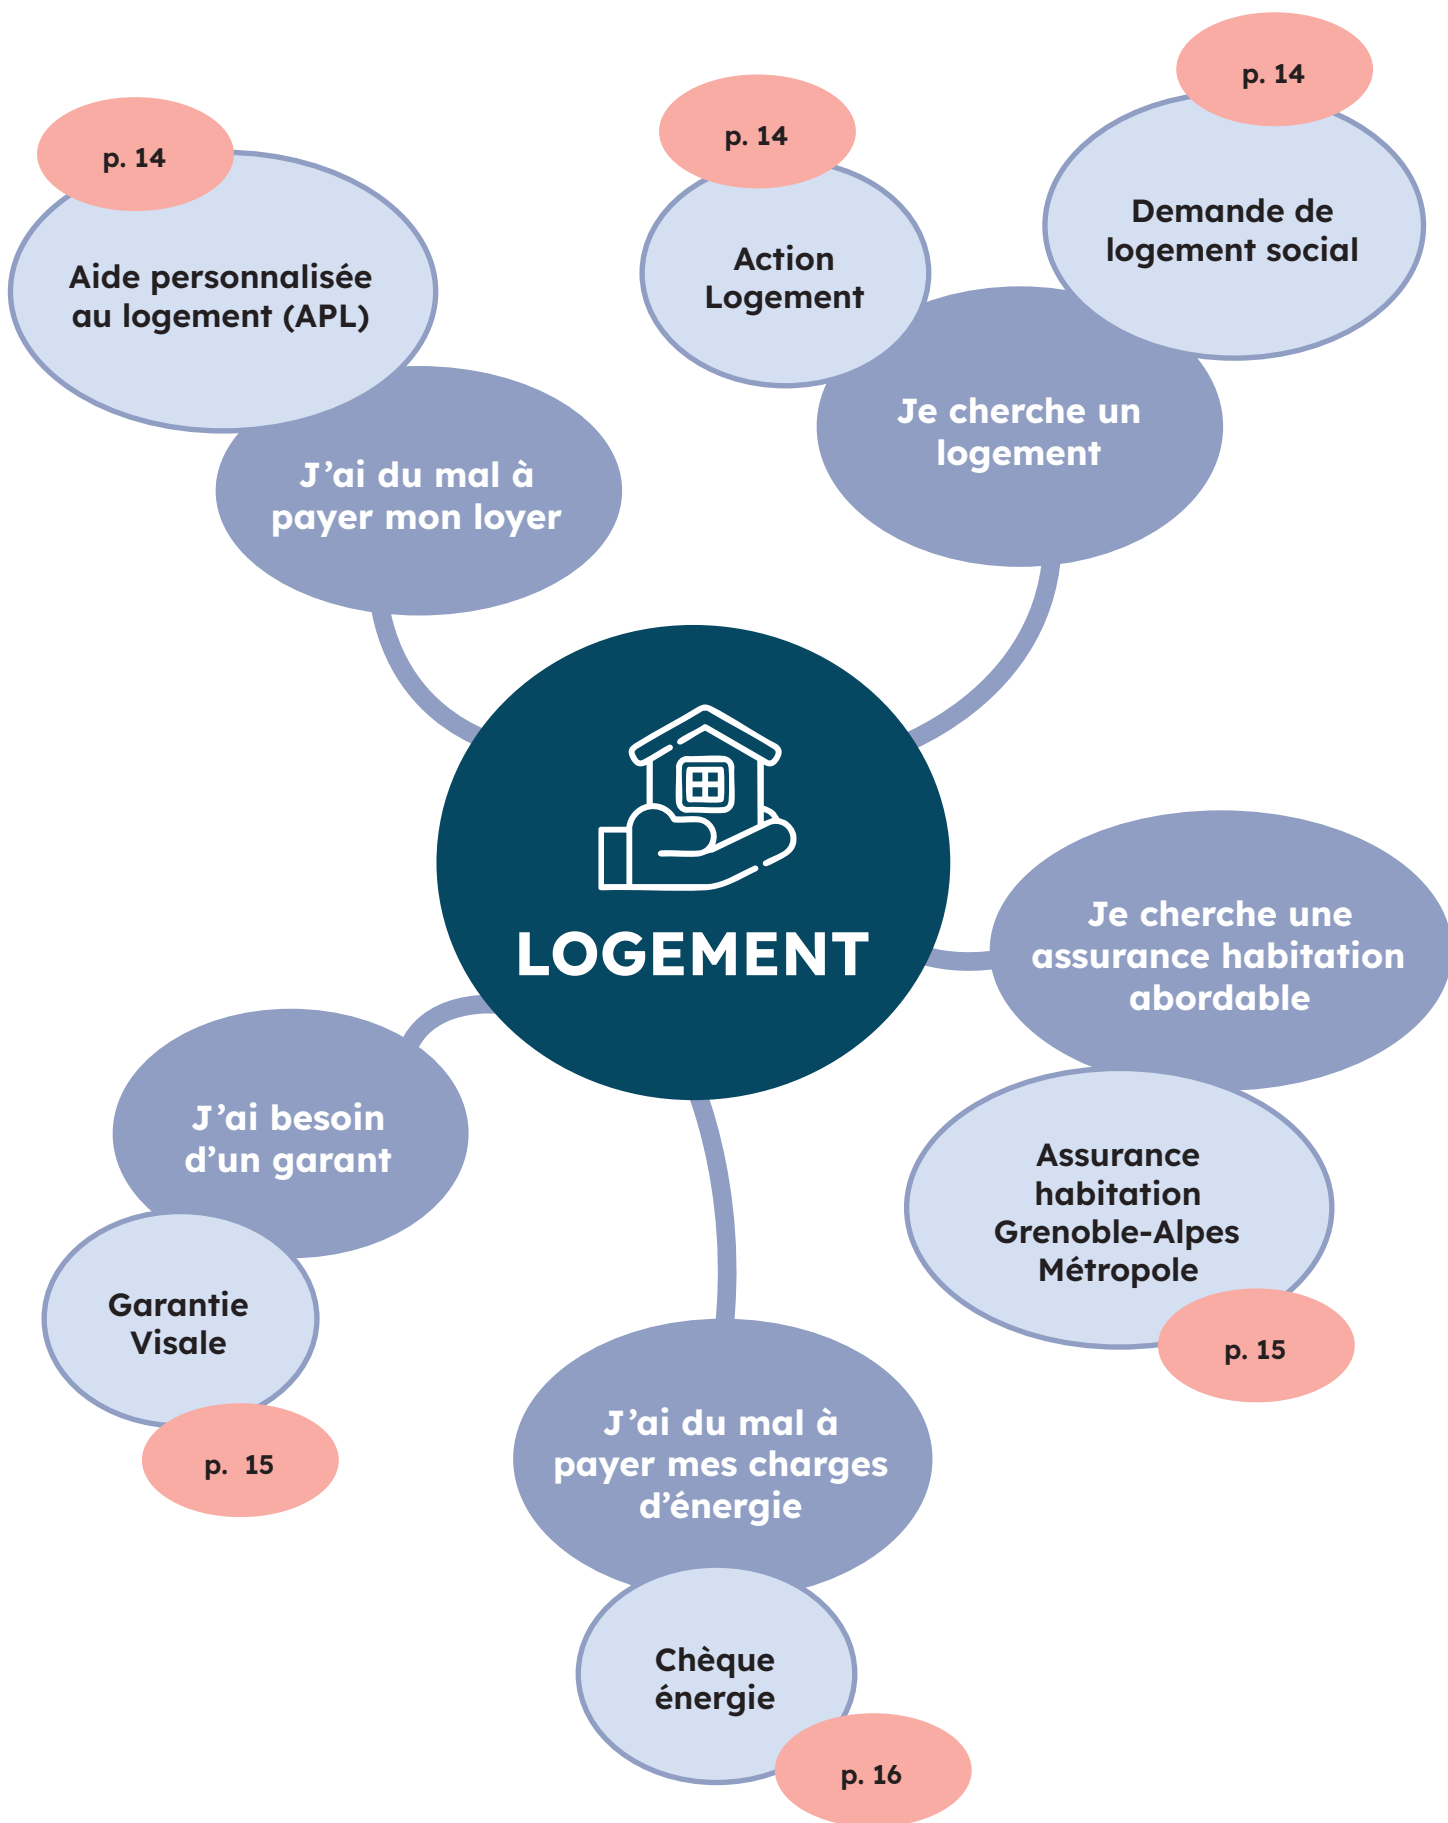 p. 14
Aide personnalisée
au logement (APL)
J’ai du mal à
payer mon loyer
p. 14
Action
Logement
p. 14
Demande de
logement social
Je cherche un
logement
LOGEMENT
Je cherche une
assurance habitation
abordable
Assurance
habitation
Grenoble-Alpes
Métropole
p. 15
J’ai besoin
d’un garant
Garantie
Visale
p. 15
J’ai du mal à
payer mes charges
d’énergie
Chèque
énergie
p. 16